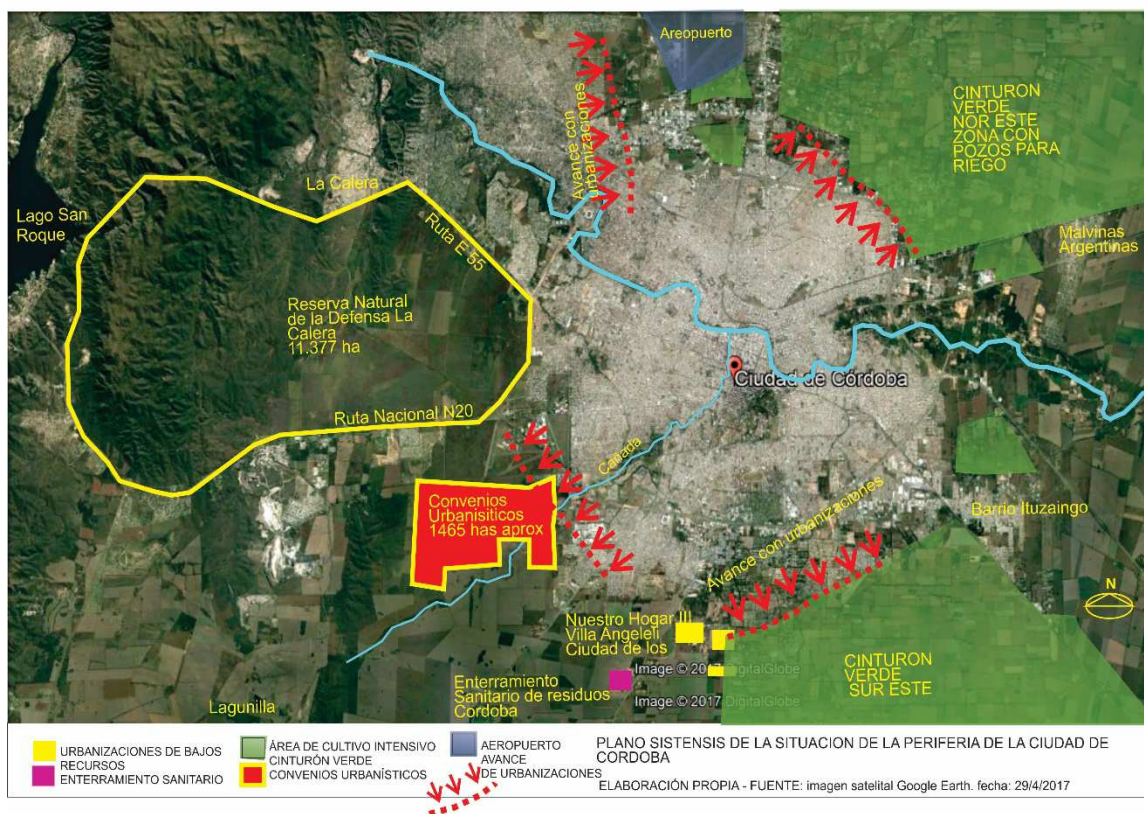 Areopuerto
Avance con
urbanizaciones
CINTURON
VERDE
NOR ESTE
ZONA CON
POZOS PARA
RIEGO
La Calera
Lago San
Roque
Ruta E 55
Malvinas
Argentinas
Reserva Natural
de la Defensa La
Calera
11.377 ha
Ciudad de Córdoba
Ruta Nacional N20
Cañada
Convenios
Urbanísiticos
1465 has aprox
Barrio Ituzaingo
Avance con urbanizaciones
N
Nuestro Hogar III
Villa Angeleli
Ciudad de los
Image © 2017 DigitalGlobe
CINTURON
VERDE
SUR ESTE
Enterramiento
Sanitario de residuos
Cordoba
Image © 2017 DigitalGlobe
Lagunilla
URBANIZACIONES DE BAJOS
RECURSOS
ENTERRAMIENTO SANITARIO
ÁREA DE CULTIVO INTENSIVO
CINTURÓN VERDE
CONVENIOS URBANÍSTICOS
AEROPUERTO
AVANCE
DE URBANIZACIONES
PLANO SISTENSIS DE LA SITUACION DE LA PERIFERIA DE LA CIUDAD DE
CORDOBA
ELABORACIÓN PROPIA - FUENTE: imagen satelital Google Earth. fecha: 29/4/2017